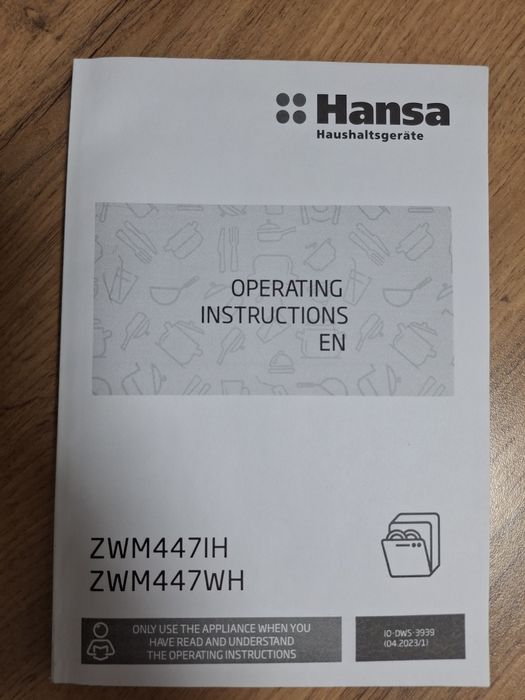 Hansa
Haushaltsgeräte
OPERATING
INSTRUCTIONS
EN
ZWM447IH
ZWM447WH
ONLY USE THE APPLIANCE WHEN YOU
HAVE READ AND UNDERSTAND
THE OPERATING INSTRUCTIONS
IO-DWS-3939
(04.2023/1)